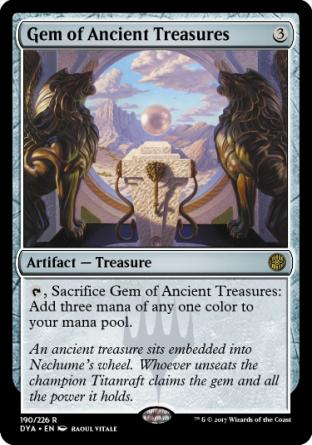 Gem of Ancient Treasures 3
Artifact — Treasure
, Sacrifice Gem of Ancient Treasures:
Add three mana of any one color to
your mana pool.
An ancient treasure sits embedded into
Nechume's wheel. Whoever unseats the
champion Titanraft claims the gem and all
the power it holds.
190/226 R
DYA • EN RAOUL VITALE
™ & © 2017 Wizards of the Coast